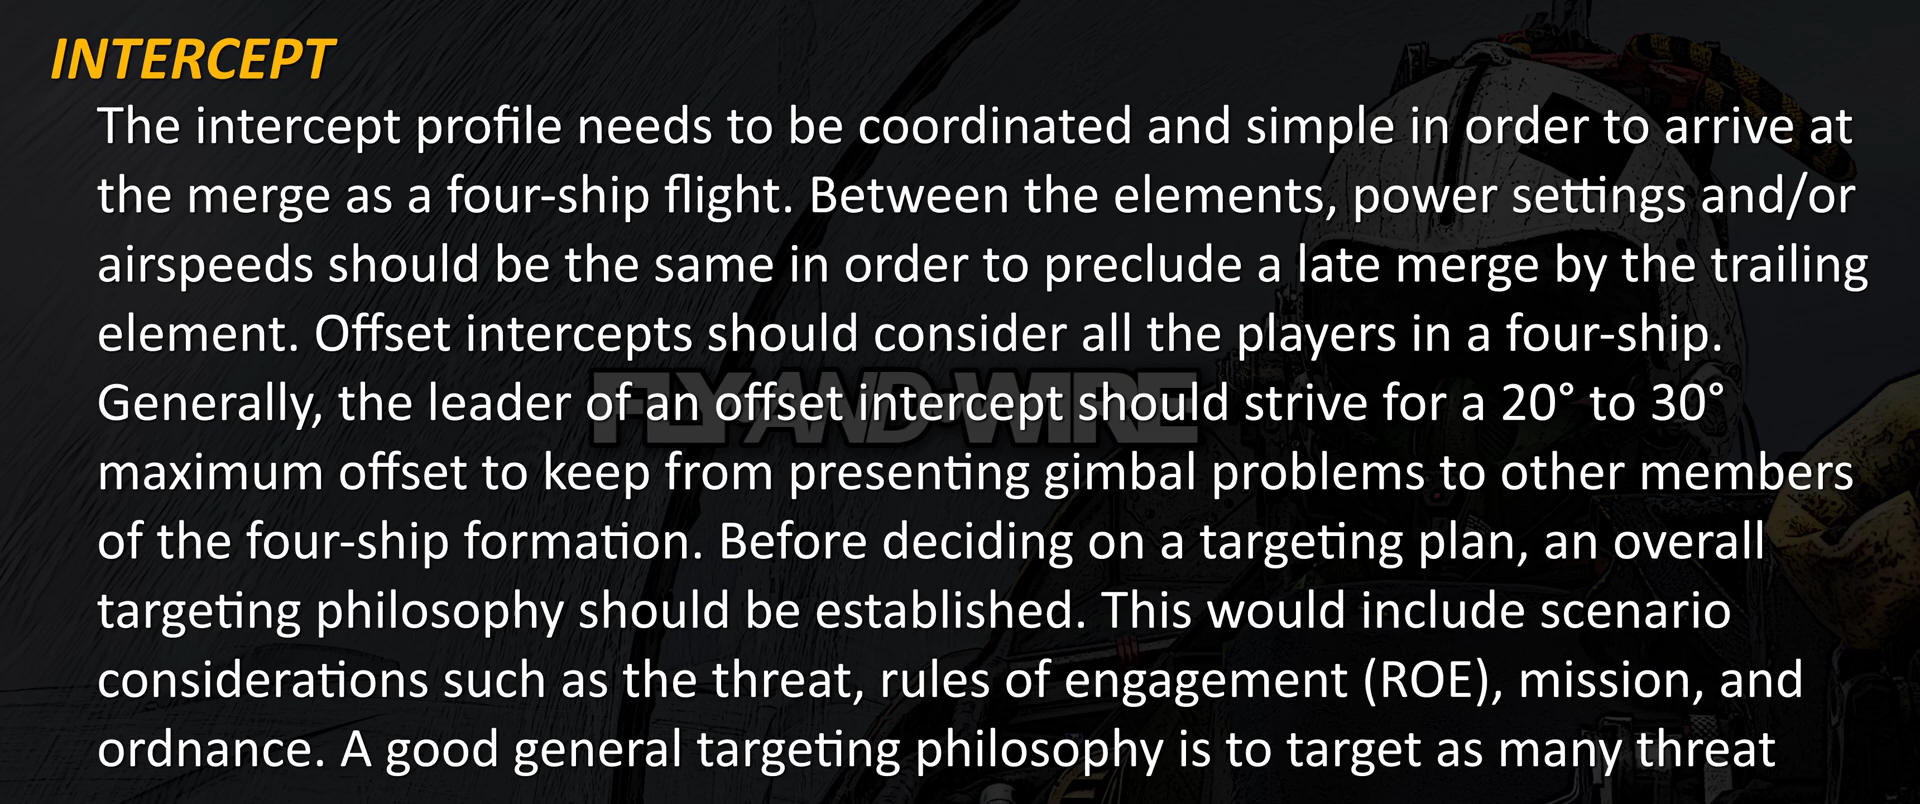 INTERCEPT
The intercept profile needs to be coordinated and simple in order to arrive at
the merge as a four-ship flight. Between the elements, power settings and/or
airspeeds should be the same in order to preclude a late merge by the trailing
element. Offset intercepts should consider all the players in a four-ship.
Generally, the leader of an offset intercept should strive for a 20° to 30°
FLY-AND-WIRE
maximum offset to keep from presenting gimbal problems to other members
of the four-ship formation. Before deciding on a targeting plan, an overall
targeting philosophy should be established. This would include scenario
considerations such as the threat, rules of engagement (ROE), mission, and
ordnance. A good general targeting philosophy is to target as many threat